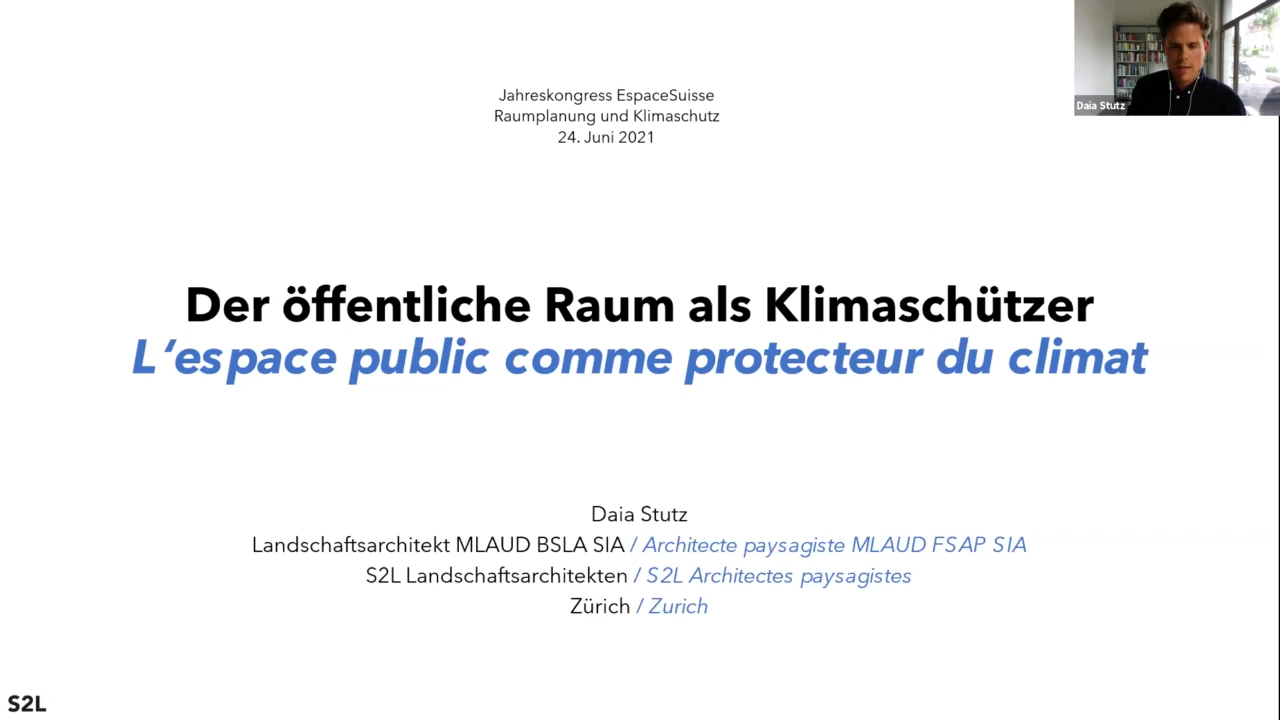 Jahreskongress EspaceSuisse
Raumplanung und Klimaschutz
24. Juni 2021
Daia Stutz
Der öffentliche Raum als Klimaschützer
L‘espace public comme protecteur du climat
Daia Stutz
Landschaftsarchitekt MLAUD BSLA SIA / Architecte paysagiste MLAUD FSAP SIA
S2L Landschaftsarchitekten / S2L Architectes paysagistes
Zürich / Zurich
S2L